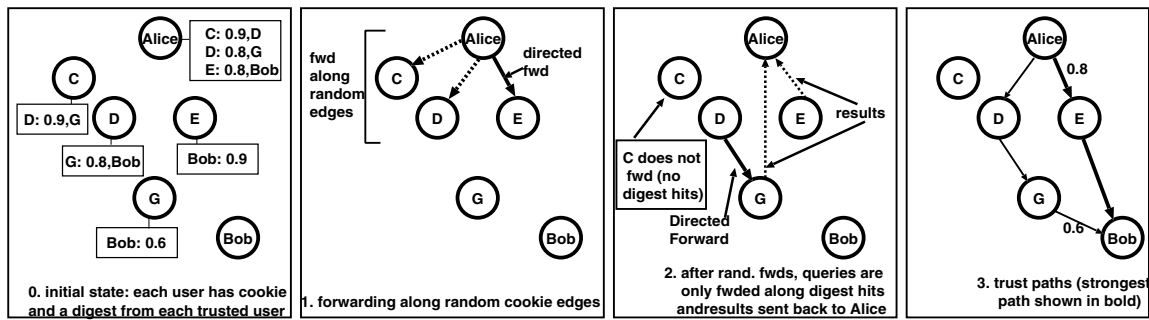 Alice
C: 0.9,D
D: 0.8,G
E: 0.8,Bob
C
D: 0.9,G
D
G: 0.8,Bob
E
Bob: 0.9
G
Bob: 0.6
Bob
0. initial state: each user has cookie
and a digest from each trusted user
Alice
fwd
along
random
edges
directed
fwd
C
D
E
G
Bob
1. forwarding along random cookie edges
Alice
C
D
E
results
C does not
fwd (no
digest hits)
G
Directed
Forward
Bob
2. after rand. fwds, queries are
only fwded along digest hits
andresults sent back to Alice
Alice
C
0.8
D
E
G
0.6
Bob
3. trust paths (strongest
path shown in bold)